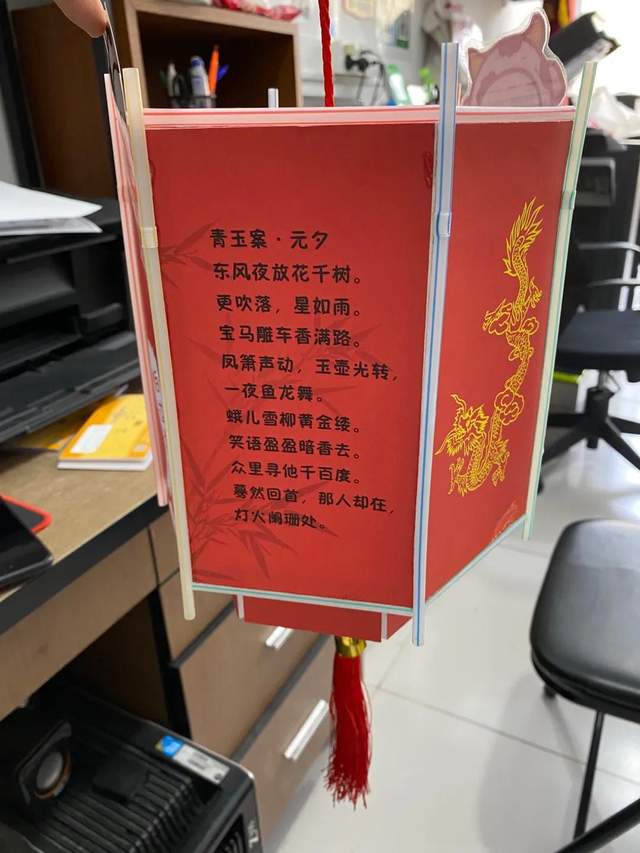 青玉案·元夕
东风夜放花千树。
更吹落，星如雨。
宝马雕车香满路。
凤箫声动，玉壶光转，
一夜鱼龙舞。
蛾儿雪柳黄金缕。
笑语盈盈暗香去。
众里寻他千百度。
蓦然回首，那人却在，
灯火阑珊处。